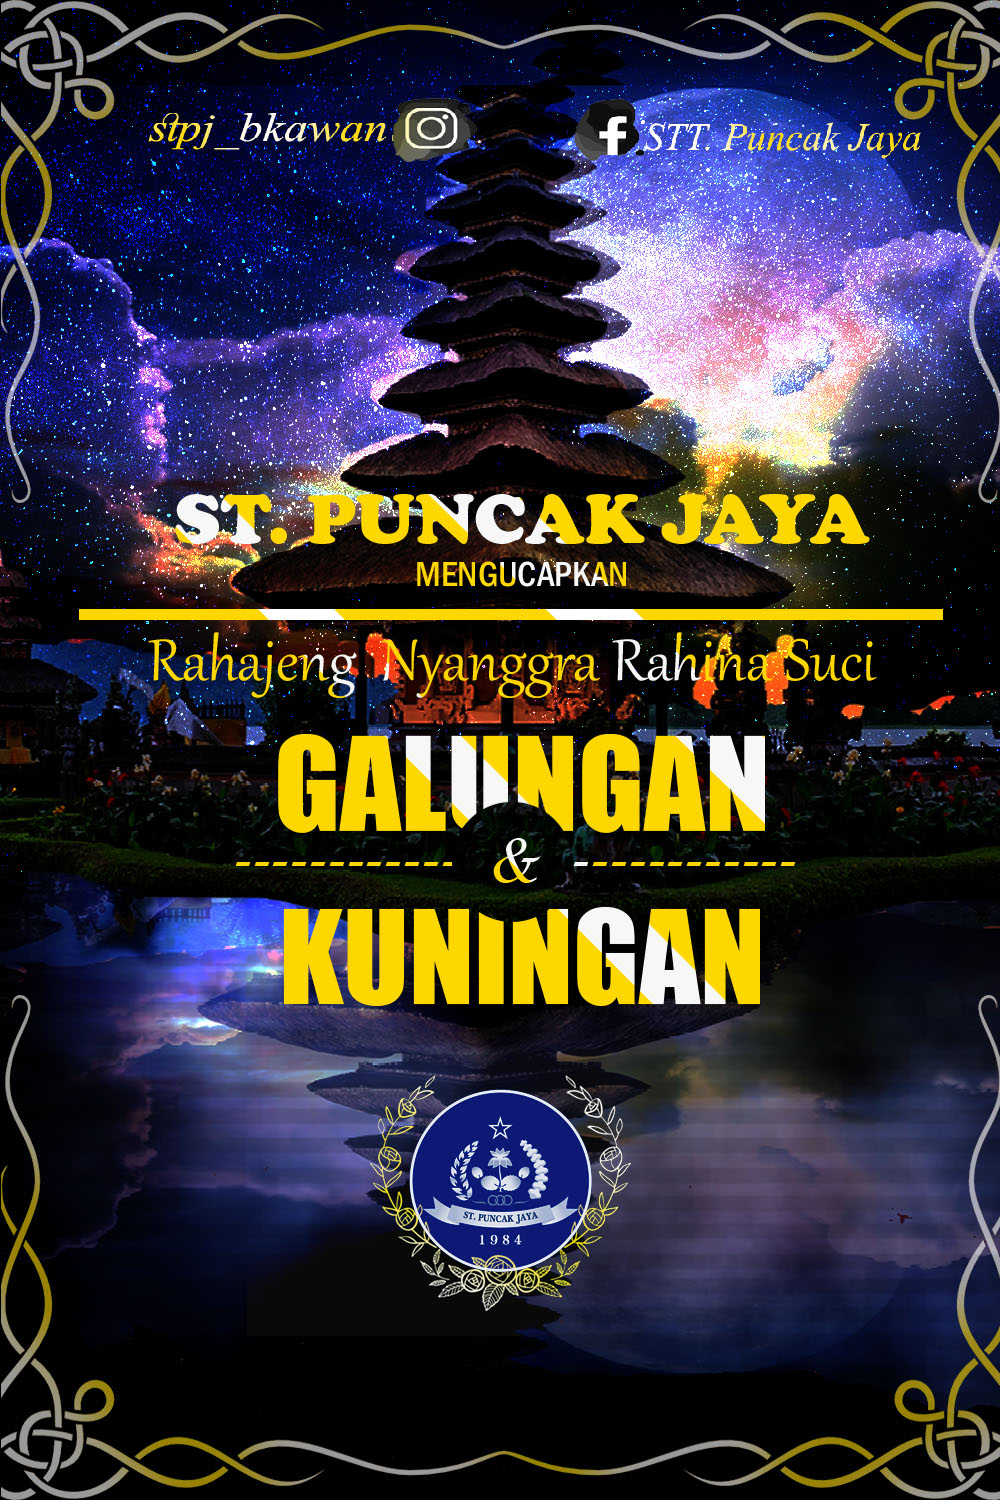 stpj_bkawan
STT. Puncak Jaya
ST. PUNCAK JAYA
MENGUCAPKAN
Rahajeng Nyanggra Rahina Suci
GALUNGAN
&
KUNINGAN
ST. PUNCAK JAYA
1984